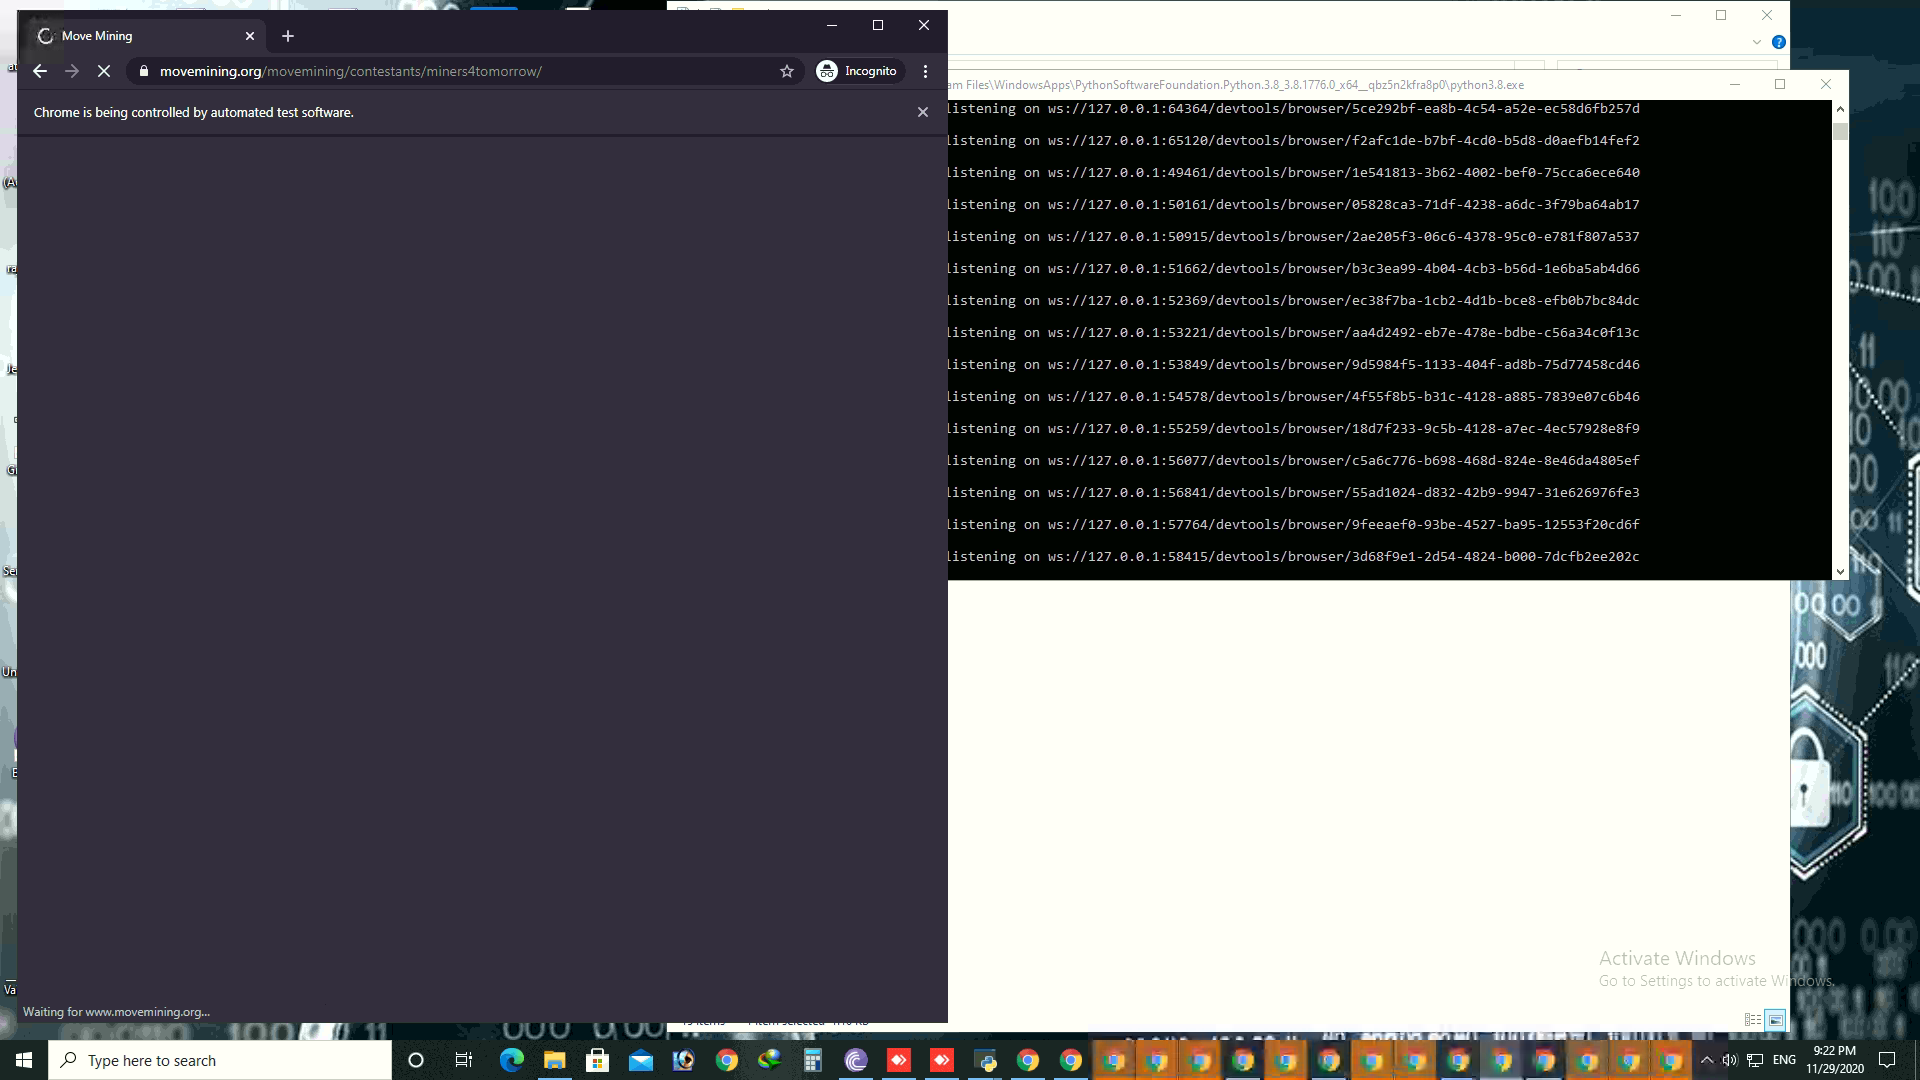 Move Mining
movemining.org/movemining/contestants/miners4tomorrow/
Incognito
Chrome is being controlled by automated test software.
Files\WindowsApps\PythonSoftwareFoundation.Python.3.8_3.8.1776.0_x64__qbz5n2kfra8p0\python3.8.exe
listening on ws://127.0.0.1:64364/devtools/browser/5ce292bf-ea8b-4c54-a52e-ec58d6fb257d
listening on ws://127.0.0.1:65120/devtools/browser/f2afc1de-b7bf-4cd0-b5d8-d0aefb14fef2
listening on ws://127.0.0.1:49461/devtools/browser/1e541813-3b62-4002-bef0-75cca6ece640
listening on ws://127.0.0.1:50161/devtools/browser/05828ca3-71df-4238-a6dc-3f79ba64ab17
listening on ws://127.0.0.1:50915/devtools/browser/2ae205f3-06c6-4378-95c0-e781f807a537
listening on ws://127.0.0.1:51662/devtools/browser/b3c3ea99-4b04-4cb3-b56d-1e6ba5ab4d66
listening on ws://127.0.0.1:52369/devtools/browser/ec38f7ba-1cb2-4d1b-bce8-efb0b7bc84dc
listening on ws://127.0.0.1:53221/devtools/browser/aa4d2492-eb7e-478e-bdbe-c56a34c0f13c
listening on ws://127.0.0.1:53849/devtools/browser/9d5984f5-1133-404f-ad8b-75d77458cd46
listening on ws://127.0.0.1:54578/devtools/browser/4f55f8b5-b31c-4128-a885-7839e07c6b46
listening on ws://127.0.0.1:55259/devtools/browser/18d7f233-9c5b-4128-a7ec-4ec57928e8f9
listening on ws://127.0.0.1:56077/devtools/browser/c5a6c776-b698-468d-824e-8e46da4805ef
listening on ws://127.0.0.1:56841/devtools/browser/55ad1024-d832-42b9-9947-31e626976fe3
listening on ws://127.0.0.1:57764/devtools/browser/9feeaef0-93be-4527-ba95-12553f20cd6f
listening on ws://127.0.0.1:58415/devtools/browser/3d68f9e1-2d54-4824-b000-7dcfb2ee202c
Activate Windows
Go to Settings to activate Windows.
Waiting for www.movemining.org...
Type here to search
ENG
9:22 PM
11/29/2020